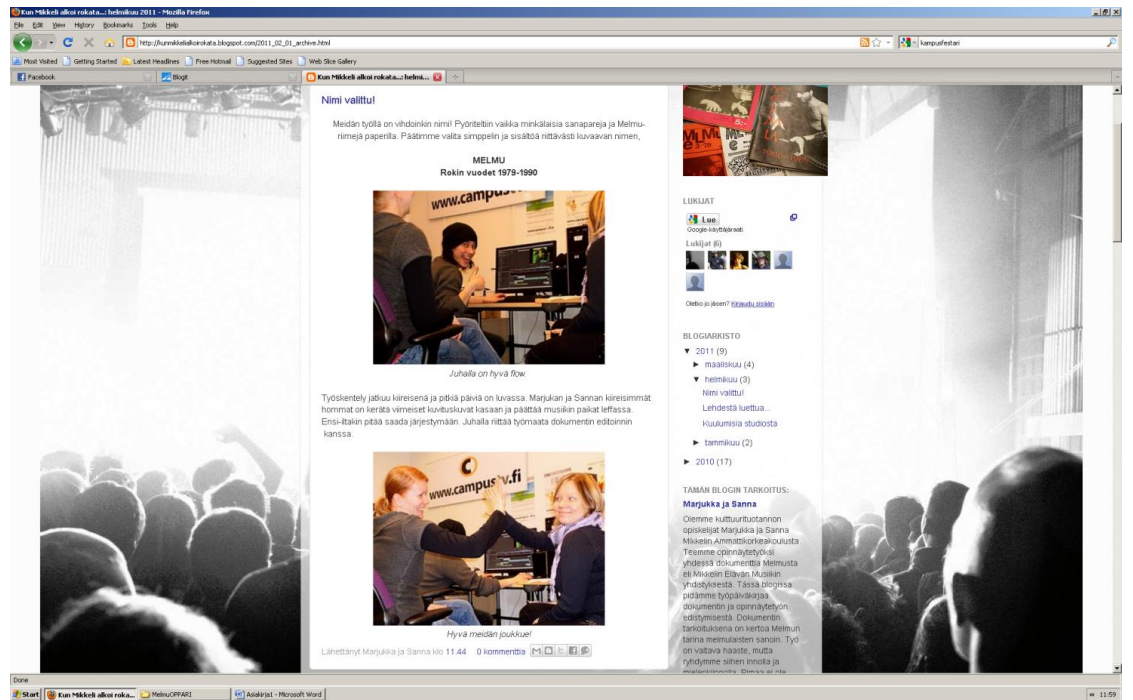 Kun Mikkeli alkoi rokata...: helmikuu 2011 - Mozilla Firefox
File Edit View History Bookmarks Tools Help
http://kunmikkelialkoirokata.blogspot.com/2011_02_01_archive.html
kampusfestari
Most Visited Getting Started Latest Headlines Free Hotmail Suggested Sites Web Slice Gallery
Facebook Blogit Kun Mikkeli alkoi rokata...: helmi...
Nimi valittu!
Meidän työllä on vihdoinkin nimi! Pyöriteltiin vaikka minkälaisia sanapareja ja Melmu-
riimejä paperilla. Päätimme valita simppelin ja sisältöä riittävästi kuvaavan nimen,
MELMU
Rokin vuodet 1979-1990
www.campustv
Juhalla on hyvä flow.
Työskentely jatkuu kiireisenä ja pitkiä päiviä on luvassa. Marjukan ja Sannan kiireisimmät
hommat on kerätä viimeiset kuvituskuvat kasaan ja päättää musiikin paikat leffassa.
Ensi-iltakin pitää saada järjestymään. Juhalla riittää työmaata dokumentin editoinnin
kanssa.
www.campustv.fi
Hyvä meidän joukkue!
Lähettänyt Marjukka ja Sanna klo 11.44 0 kommenttia
LUKIJAT
Lue
Google-käyttäjäraati
Lukijat (6)
Oletko jo jäsen? Kirjaudu sisään
BLOGIARKISTO
▼ 2011 (9)
► maaliskuu (4)
▼ helmikuu (3)
Nimi valittu!
Lehdestä luettua...
Kuulumisia studiosta
► tammikuu (2)
► 2010 (17)
TÄMÄN BLOGIN TARKOITUS:
Marjukka ja Sanna
Olemme kulttuurituotannon
opiskelijat Marjukka ja Sanna
Mikkelin Ammattikorkeakoulusta.
Teemme opinnäytetyöksi
yhdessä dokumenttia Melmusta
eli Mikkelin Elävän Musiikin
yhdistyksestä. Tässä blogissa
pidämme työpäiväkirjaa
dokumentin ja opinnäytetyön
edistymisestä. Dokumentin
tarkoituksena on kertoa Melmun
tarina melmulaisten sanoin. Työ
on valtava haaste, mutta
ryhdymme siihen innolla ja
Done
Start Kun Mikkeli alkoi roka... MelmuOPPARI Asiakirja1 - Microsoft Word 11:59